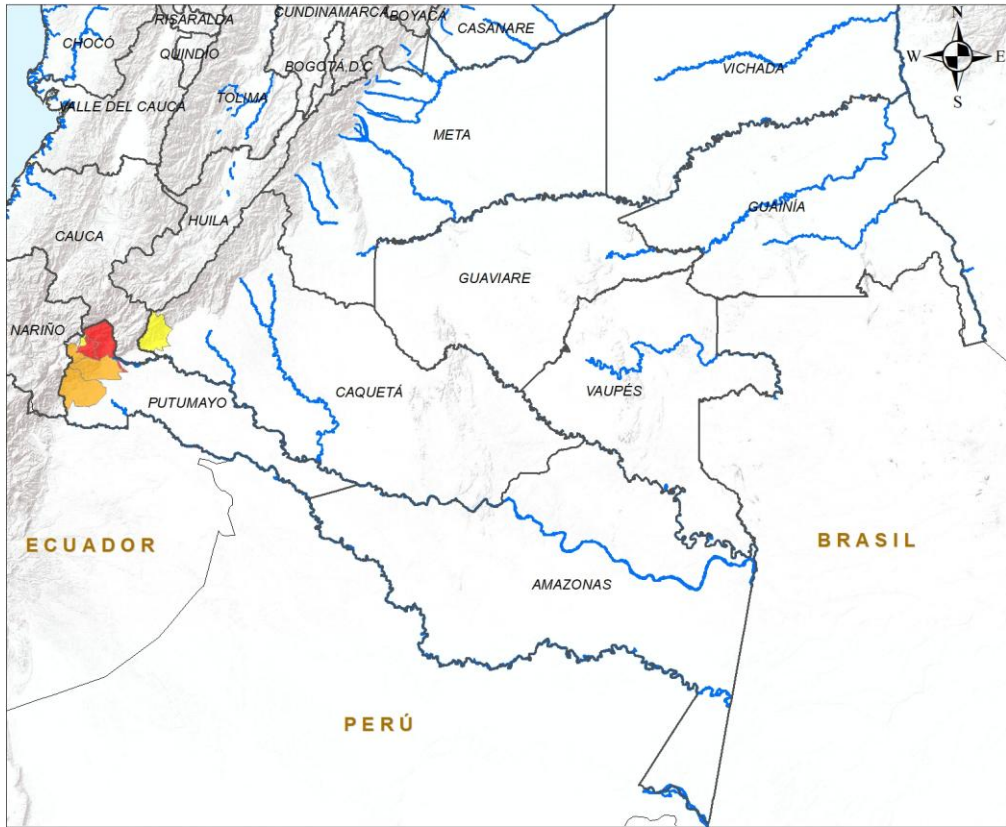 CUNDINAMARCA
BOYACÁ
RISARALDA
CASANARE
N
CHOCÓ
QUINDÍO
W
E
BOGOTÁ D.C
VICHADA
TOLIMA
VALLE DEL CAUCA
S
META
GUAINÍA
HUILA
CAUCA
GUAVIARE
NARIÑO
CAQUETÁ
VAUPÉS
PUTUMAYO
ECUADOR
BRASIL
AMAZONAS
PERÚ